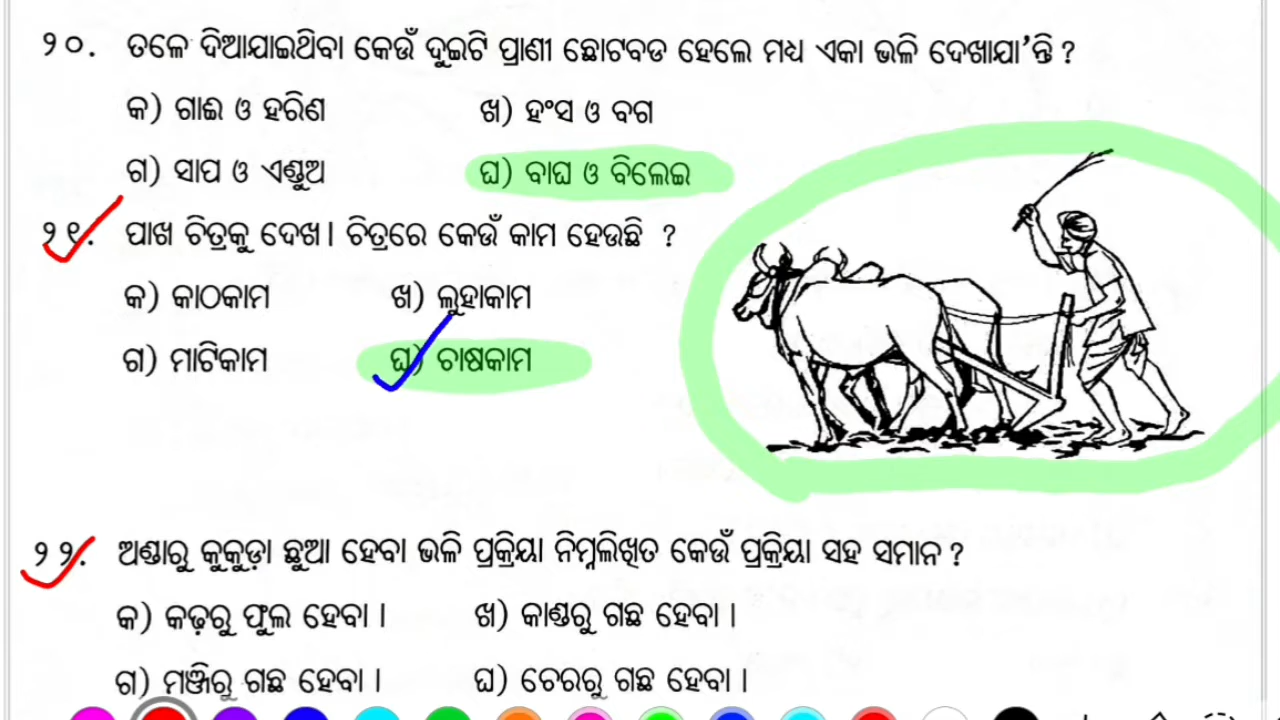 ୨୦. ତଳେ ଦିଆଯାଇଥିବା କେଉଁ ଦୁଇଟି ପ୍ରାଣୀ ଛୋଟବଡ ହେଲେ ମଧ୍ୟ ଏକା ଭଳି ଦେଖାଯା’ନ୍ତି ?
କ) ଗାଈ ଓ ହରିଣ ଖ) ହଂସ ଓ ବଗ
ଗ) ସାପ ଓ ଏଣ୍ଡୁଅ ଘ) ବାଘ ଓ ବିଲେଇ
୨୧. ପାଖ ଚିତ୍ରକୁ ଦେଖ। ଚିତ୍ରରେ କେଉଁ କାମ ହେଉଛି ?
କ) କାଠକାମ ଖ) ଲୁହାକାମ
ଗ) ମାଟିକାମ ଘ) ଚାଷକାମ
୨୨. ଅଣ୍ଡାରୁ କୁକୁଡ଼ା ଛୁଆ ହେବା ଭଳି ପ୍ରକ୍ରିୟା ନିମ୍ନଲିଖିତ କେଉଁ ପ୍ରକ୍ରିୟା ସହ ସମାନ ?
କ) କଢ଼ରୁ ଫୁଲ ହେବା । ଖ) କାଣ୍ଡରୁ ଗଛ ହେବା ।
ଗ) ମଞ୍ଜିରୁ ଗଛ ହେବା । ଘ) ଚେରରୁ ଗଛ ହେବା ।